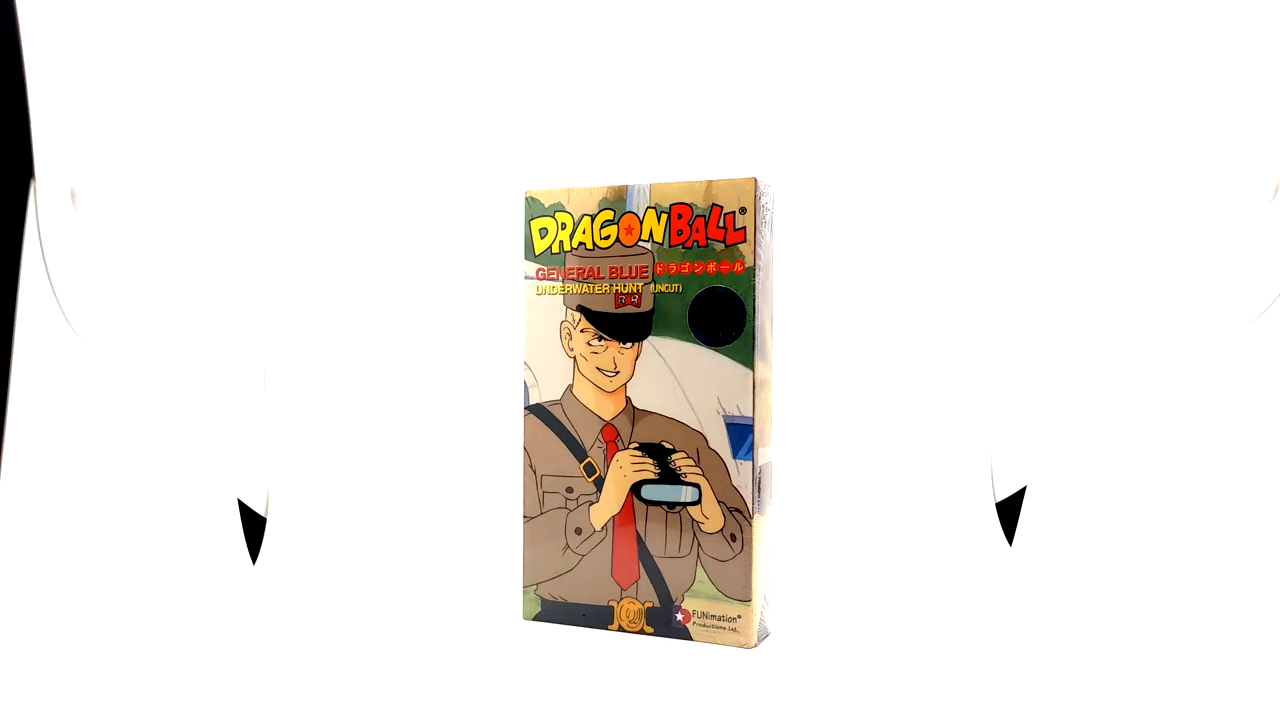 DRAGONBALL®
GENERAL BLUE ドラゴンボール
UNDERWATER HUNT (UNCUT)
RR
FUNimation®
Productions, Ltd.